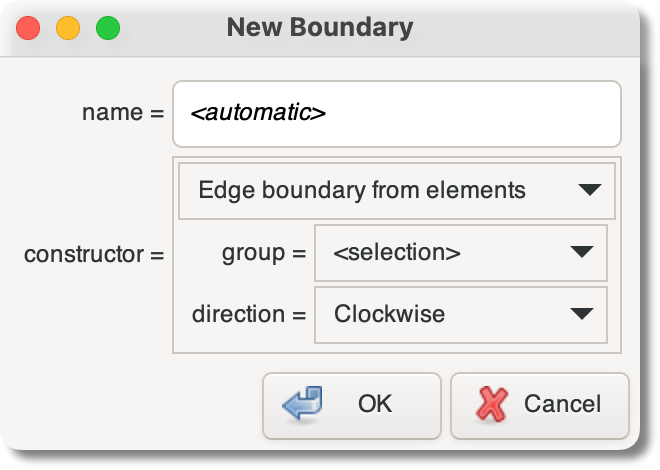 New Boundary
name = <automatic>
Edge boundary from elements
constructor =
group = <selection>
direction = Clockwise
OK
Cancel